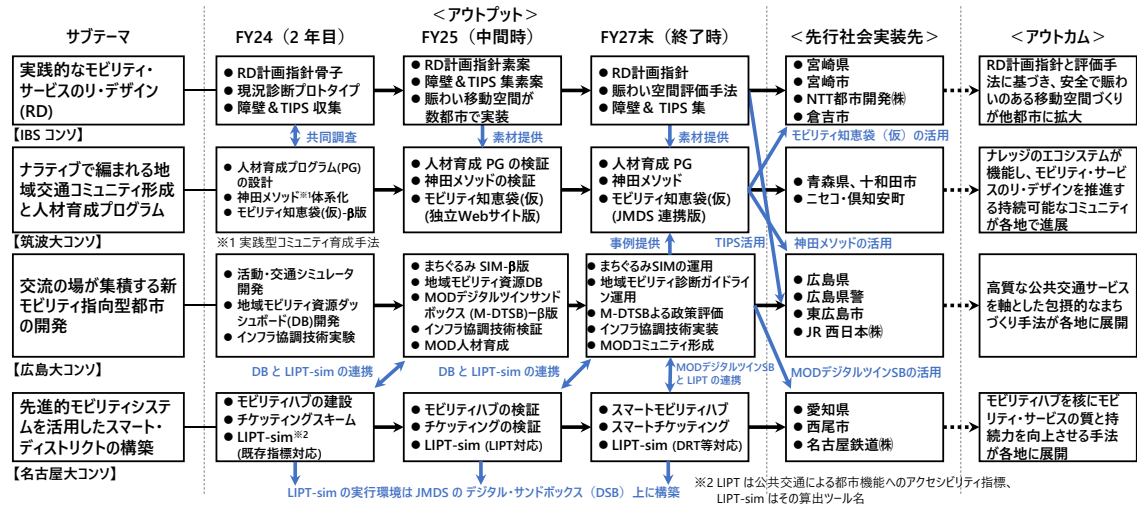 ＜アウトプット＞
サブテーマ
FY24（2 年目）
FY25（中間時）
FY27末（終了時）
＜先行社会実装先＞
＜アウトカム＞
実践的なモビリティ・
サービスのリ・デザイン
(RD)
【IBS コンソ】
● RD計画指針骨子
● 現況診断プロトタイプ
● 障壁＆TIPS 収集
● RD計画指針素案
● 障壁＆TIPS 集素案
● 賑わい移動空間が
数都市で実装
● RD計画指針
● 賑わい空間評価手法
● 障壁＆ TIPS 集
● 宮崎県
● 宮崎市
● NTT都市開発㈱
● 倉吉市
RD計画指針と評価手
法に基づき、安全で賑
わいのある移動空間づくり
が他都市に拡大
共同調査
素材提供
素材提供
モビリティ知恵袋（仮）の活用
ナラティブで編まれる地
域交通コミュニティ形成
と人材育成プログラム
【筑波大コンソ】
● 人材育成プログラム(PG)
の設計
● 神田メソッド※1体系化
● モビリティ知恵袋(仮)-β版
※1 実践型コミュニティ育成手法
● 人材育成 PG の検証
● 神田メソッドの検証
● モビリティ知恵袋(仮)
(独立Webサイト版)
● 人材育成 PG
● 神田メソッド
● モビリティ知恵袋(仮)
(JMDS 連携版)
● 青森県、十和田市
● ニセコ・倶知安町
ナレッジのエコシステムが
機能し、モビリティ・サービス
のリ・デザインを推進す
る持続可能なコミュニティ
が各地で進展
事例提供
TIPS活用
神田メソッドの活用
交流の場が集積する新
モビリティ指向型都市
の開発
【広島大コンソ】
● 活動・交通シミュレータ
開発
● 地域モビリティ資源ダッ
シュボード(DB)開発
● インフラ協調技術実験
● まちぐるみ SIM-β版
● 地域モビリティ資源DB
● MODデジタルツインサンド
ボックス (M-DTSB)－β版
● インフラ協調技術検証
● MOD人材育成
● まちぐるみSIMの運用
● 地域モビリティ診断ガイドライ
ン運用
● M-DTSBよる政策評価
● インフラ協調技術実装
● MODコミュニティ形成
● 広島県
● 広島県警
● 東広島市
● JR 西日本㈱
高質な公共交通サービス
を軸とした包摂的なまち
づくり手法が各地に展開
DB と LIPT-sim の連携
DB と LIPT-sim の連携
MODデジタルツインSB
と LIPT の連携
MODデジタルツインSBの活用
先進的モビリティシステ
ムを活用したスマート・
ディストリクトの構築
【名古屋大コンソ】
● モビリティハブの建設
● チケッティングスキーム
● LIPT-sim※2
(既存指標対応)
● モビリティハブの検証
● チケッティングの検証
● LIPT-sim (LIPT対応)
● スマートモビリティハブ
● スマートチケッティング
● LIPT-sim (DRT等対応)
● 愛知県
● 西尾市
● 名古屋鉄道㈱
モビリティハブを核にモビ
リティ・サービスの質と持
続力を向上させる手法
が各地に展開
LIPT-sim の実行環境は JMDS の デジタル・サンドボックス（DSB）上に構築
※2 LIPT は公共交通による都市機能へのアクセシビリティ指標、
LIPT-sim はその算出ツール名